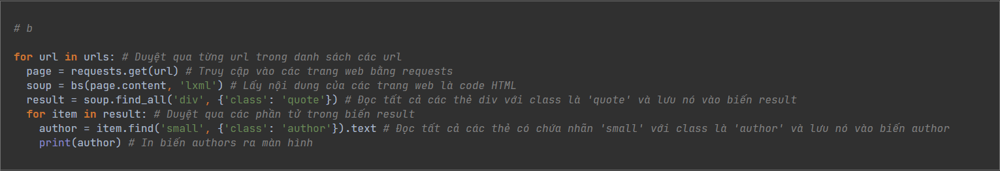 # b
for url in urls: # Duyệt qua từng url trong danh sách các url
page = requests.get(url) # Truy cập vào các trang web bằng requests
soup = bs(page.content, 'lxml') # Lấy nội dung của các trang web là code HTML
result = soup.find_all('div', {'class': 'quote'}) # Đọc tất cả các thẻ div với class là 'quote' và lưu nó vào biến result
for item in result: # Duyệt qua các phần tử trong biến result
author = item.find('small', {'class': 'author'}).text # Đọc tất cả các thẻ có chứa nhãn 'small' với class là 'author' và lưu nó vào biến author
print(author) # In biến authors ra màn hình